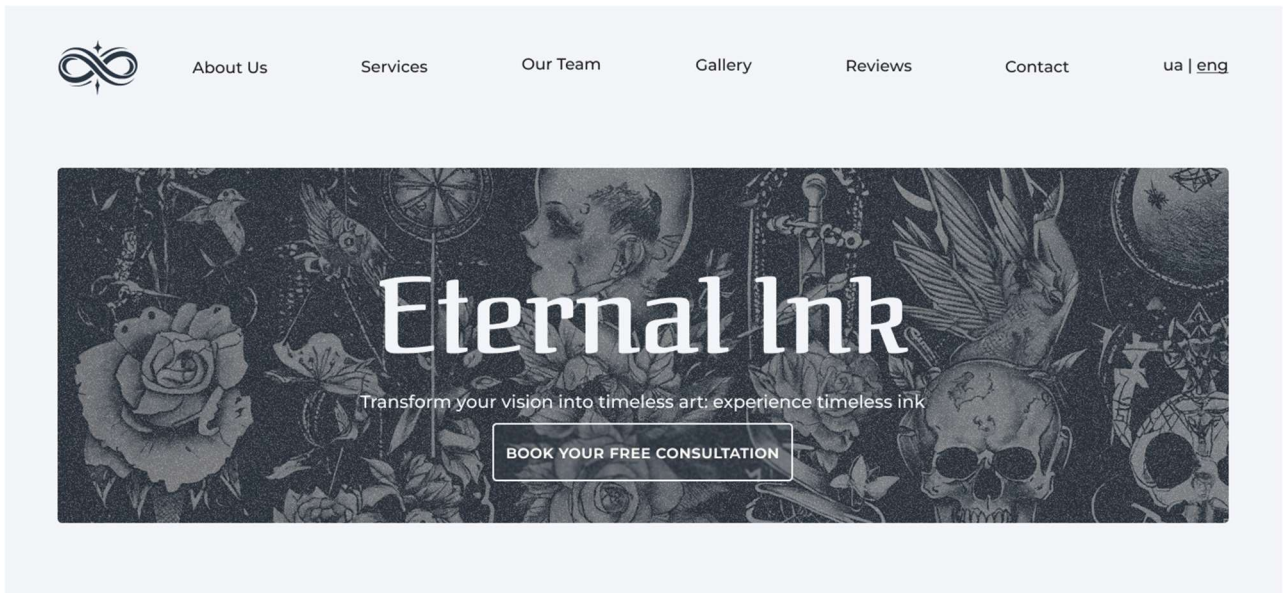 About Us Services Our Team Gallery Reviews Contact ua | eng
Eternal Ink
Transform your vision into timeless art: experience timeless ink
BOOK YOUR FREE CONSULTATION